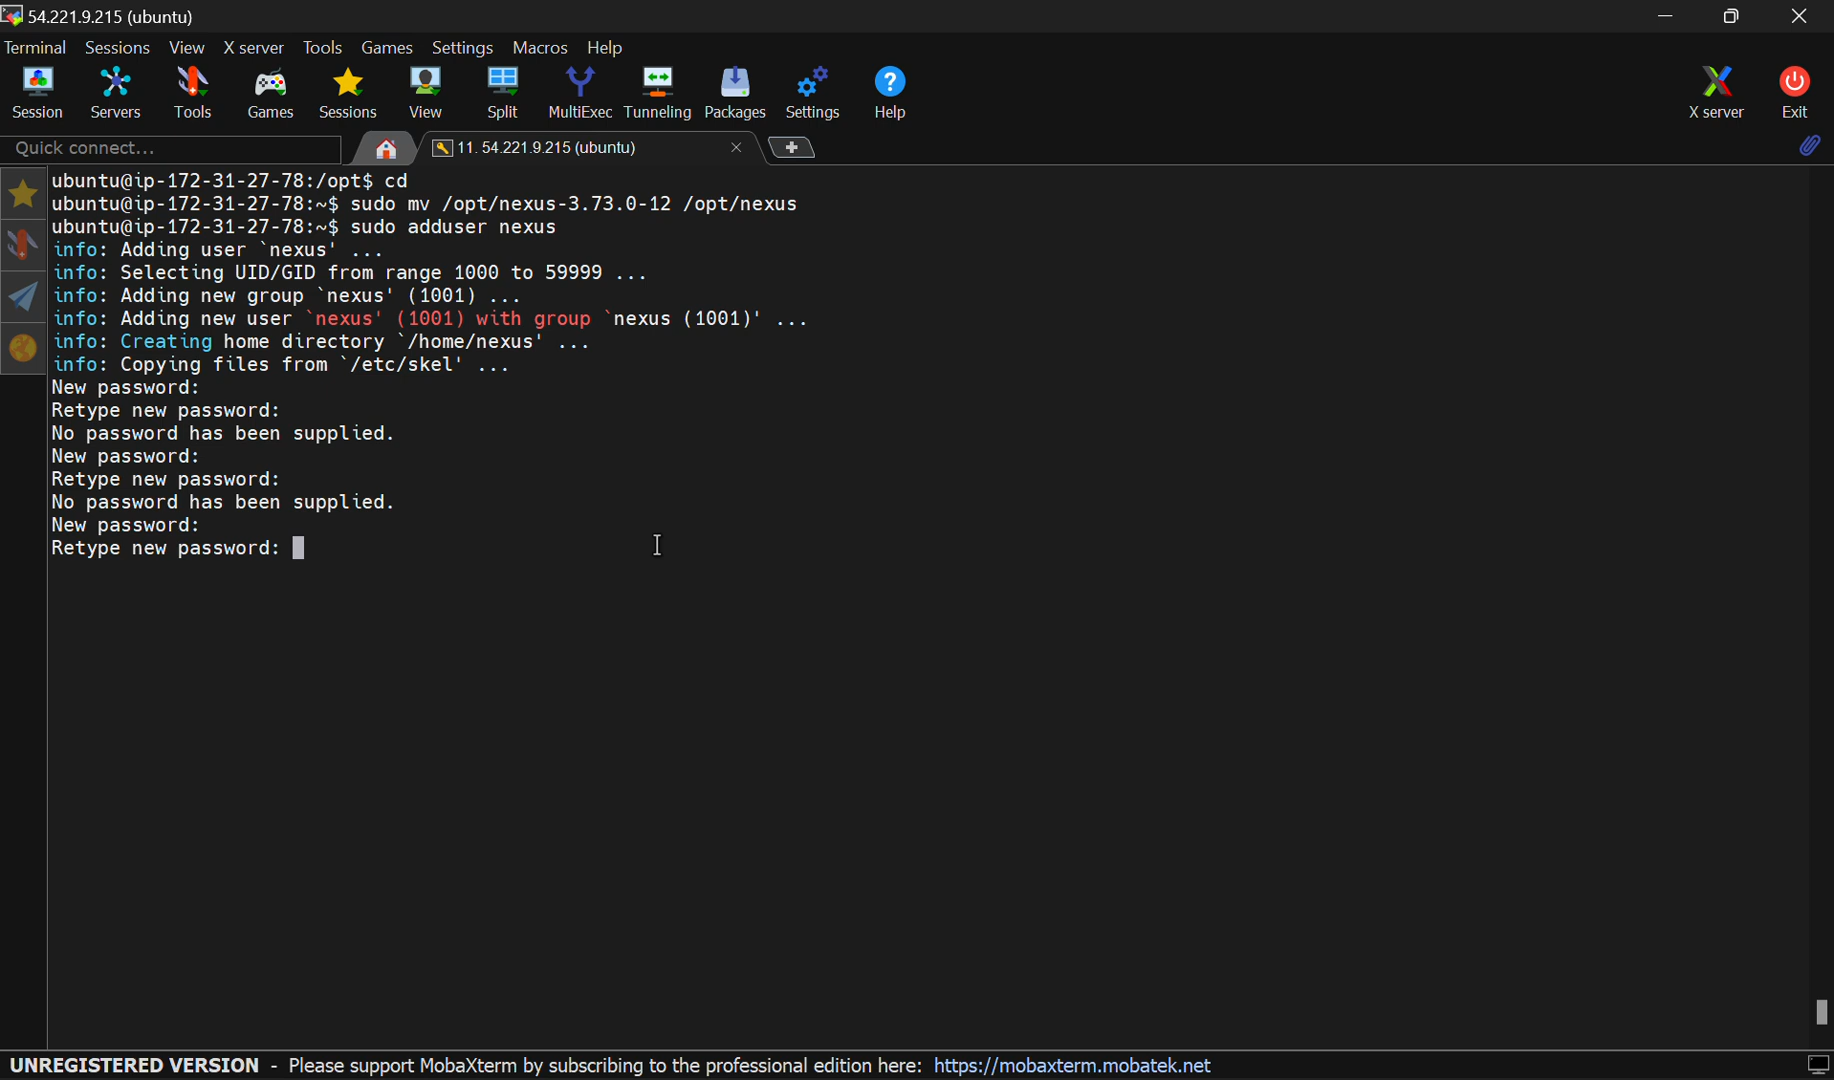 54.221.9.215 (ubuntu)
Terminal Sessions View X server Tools Games Settings Macros Help
Session Servers Tools Games Sessions View Split MultiExec Tunneling Packages Settings Help X server Exit
Quick connect... 11. 54.221.9.215 (ubuntu)
ubuntu@ip-172-31-27-78:/opt$ cd
ubuntu@ip-172-31-27-78:~$ sudo mv /opt/nexus-3.73.0-12 /opt/nexus
ubuntu@ip-172-31-27-78:~$ sudo adduser nexus
info: Adding user `nexus' ...
info: Selecting UID/GID from range 1000 to 59999 ...
info: Adding new group `nexus' (1001) ...
info: Adding new user `nexus' (1001) with group `nexus (1001)' ...
info: Creating home directory `/home/nexus' ...
info: Copying files from `/etc/skel' ...
New password:
Retype new password:
No password has been supplied.
New password:
Retype new password:
No password has been supplied.
New password:
Retype new password:
UNREGISTERED VERSION - Please support MobaXterm by subscribing to the professional edition here: https://mobaxterm.mobatek.net